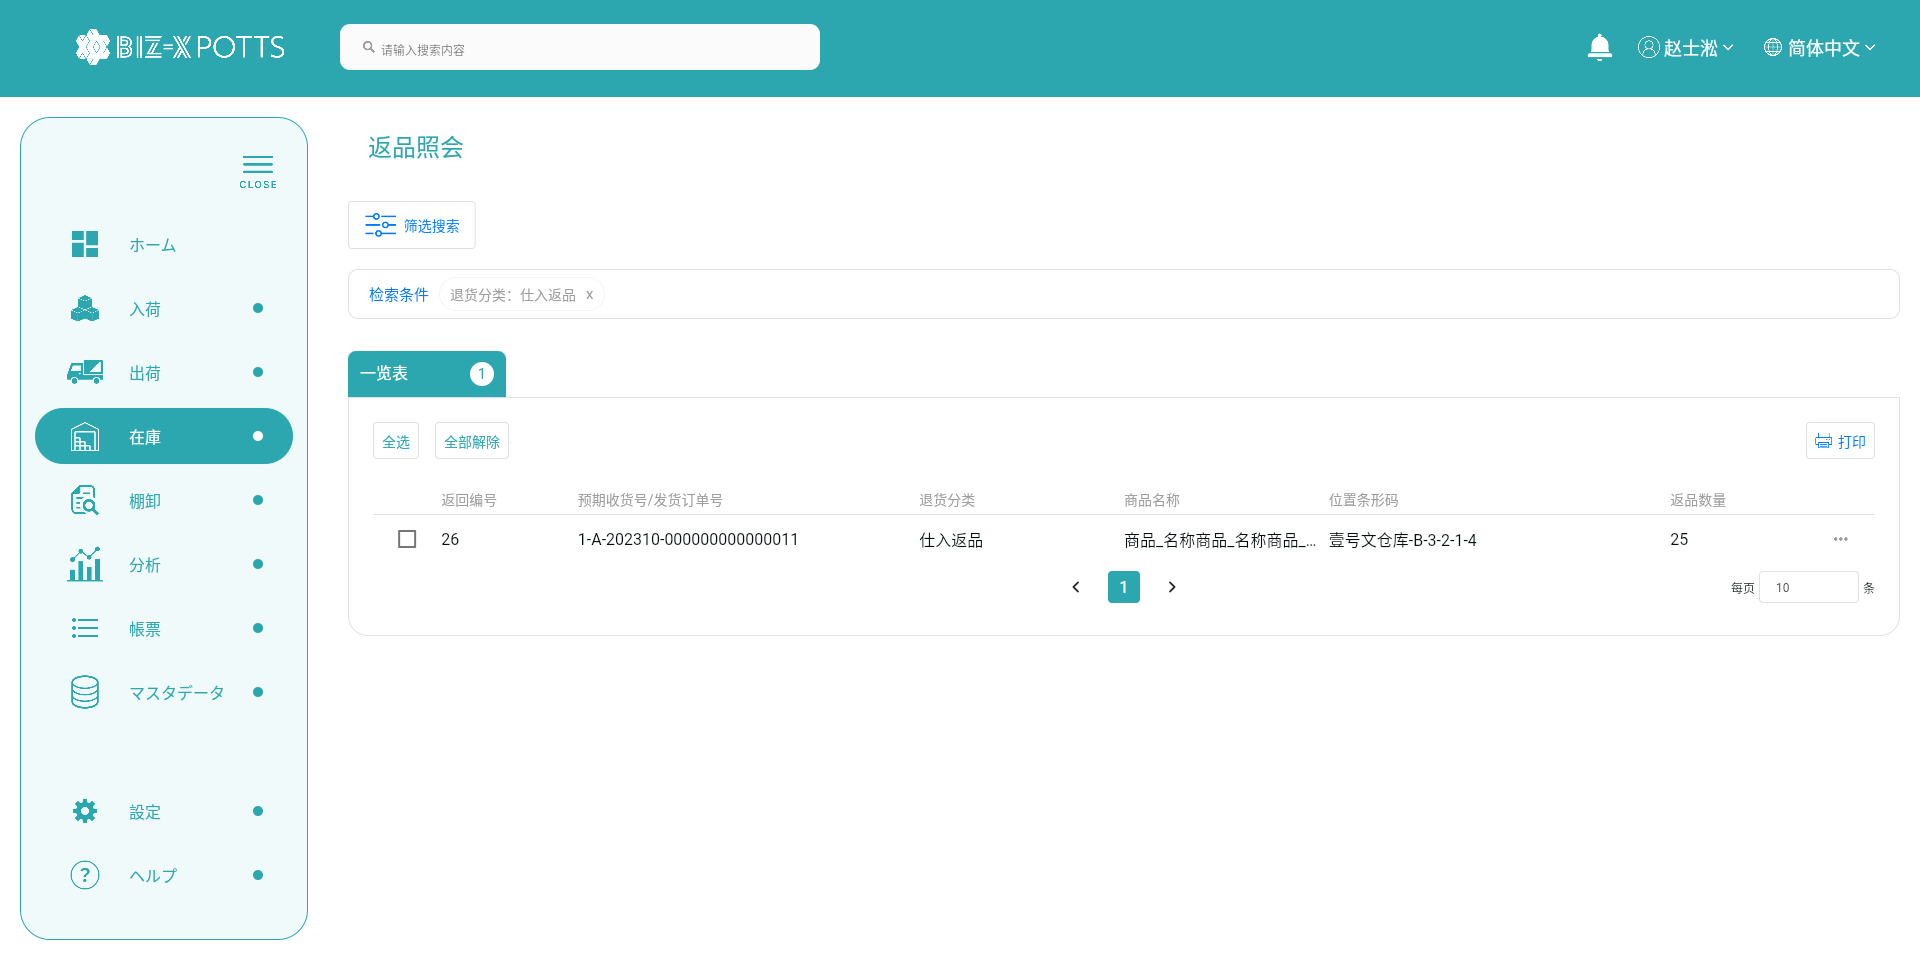 BIZ-X POTTS
请输入搜索内容
赵士淞
简体中文
CLOSE
ホーム
入荷
出荷
在庫
棚卸
分析
帳票
マスタデータ
設定
ヘルプ
返品照会
筛选搜索
检索条件 退货分类：仕入返品 x
一览表 1
全选 全部解除 打印
返回编号 预期收货号/发货订单号 退货分类 商品名称 位置条形码 返品数量
26 1-A-202310-000000000000011 仕入返品 商品_名称商品_名称商品_... 壹号文仓库-B-3-2-1-4 25 ...
1
每页 10 条